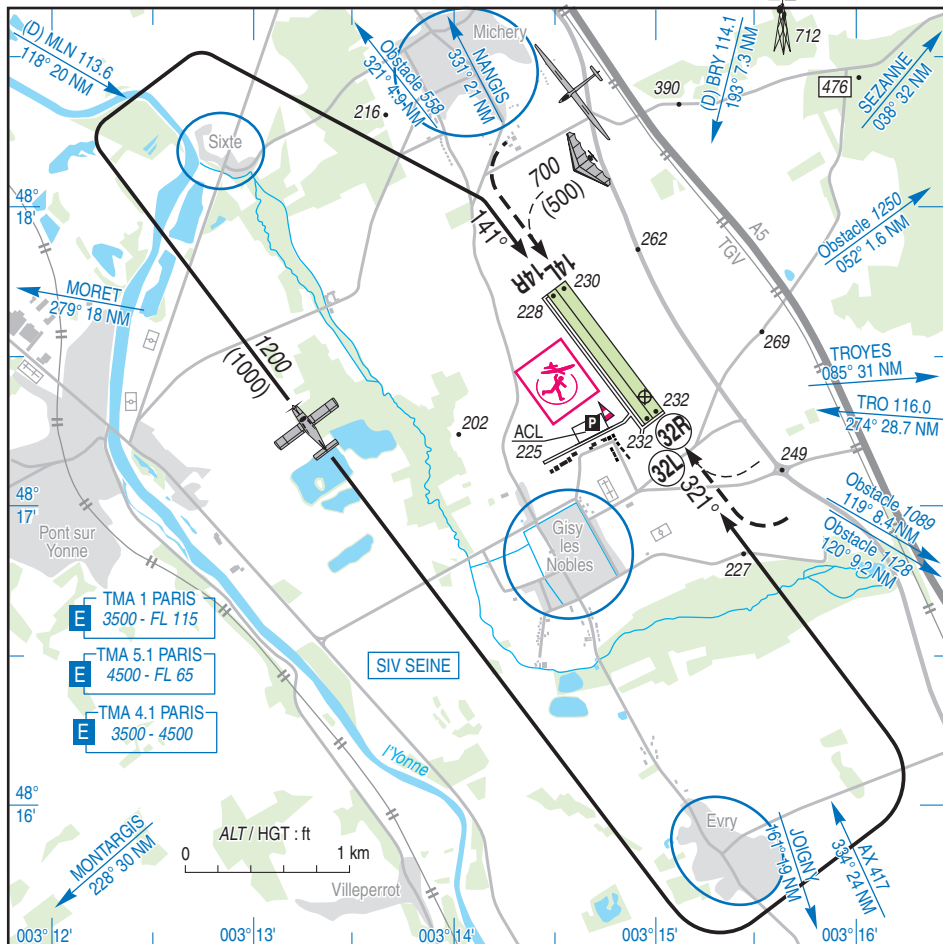 (D) MLN 113.6
118° 20 NM
Michery
Obstacle 558
321° 4.9 NM
NANGIS
331° 21 NM
712
390
(D) BRY 114.1
193° 7.3 NM
476
SEZANNE
038° 32 NM
216
Sixte
700
(500)
48°
18'
141°
A5
TGV
262
Obstacle 1250
052° 1.6 NM
14L
14R
230
228
MORET
279° 18 NM
269
1200
(1000)
TROYES
085° 31 NM
TRO 116.0
274° 28.7 NM
202
ACL
225
P
232
232
32R
32L
321°
249
48°
17'
Obstacle 1089
119° 8.4 NM
Obstacle 1128
120° 9.2 NM
Pont sur
Yonne
Gisy
les
Nobles
227
E
TMA 1 PARIS
3500 - FL 115
E
TMA 5.1 PARIS
4500 - FL 65
SIV SEINE
E
TMA 4.1 PARIS
3500 - 4500
l'Yonne
48°
16'
Evry
MONTARGIS
228° 30 NM
ALT / HGT : ft
0
1 km
Villeperrot
JOIGNY
161° 19 NM
AX 417
334° 24 NM
003°12'
003°13'
003°14'
003°15'
003°16'